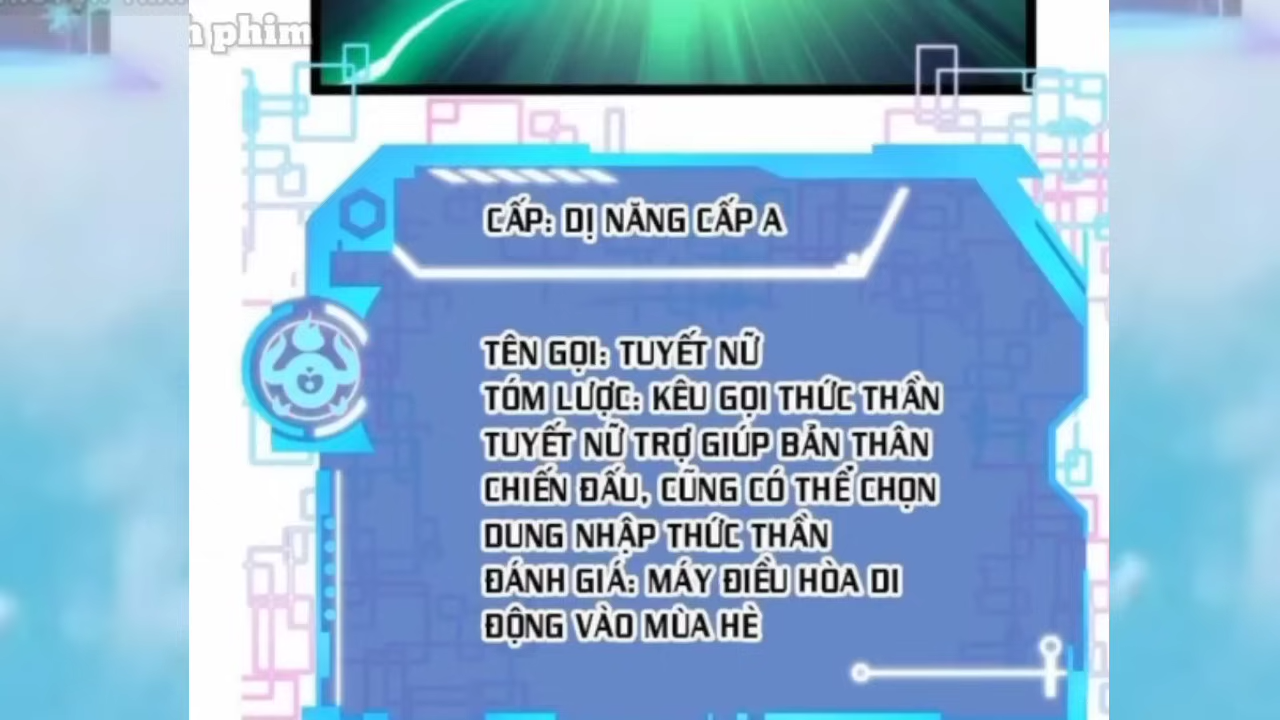 h phim
CẤP: DỊ NĂNG CẤP A
TÊN GỌI: TUYẾT NỮ
TÓM LƯỢC: KÊU GỌI THỨC THẦN
TUYẾT NỮ TRỢ GIÚP BẢN THÂN
CHIẾN ĐẤU, CŨNG CÓ THỂ CHỌN
DUNG NHẬP THỨC THẦN
ĐÁNH GIÁ: MÁY ĐIỀU HÒA DI
ĐỘNG VÀO MÙA HÈ